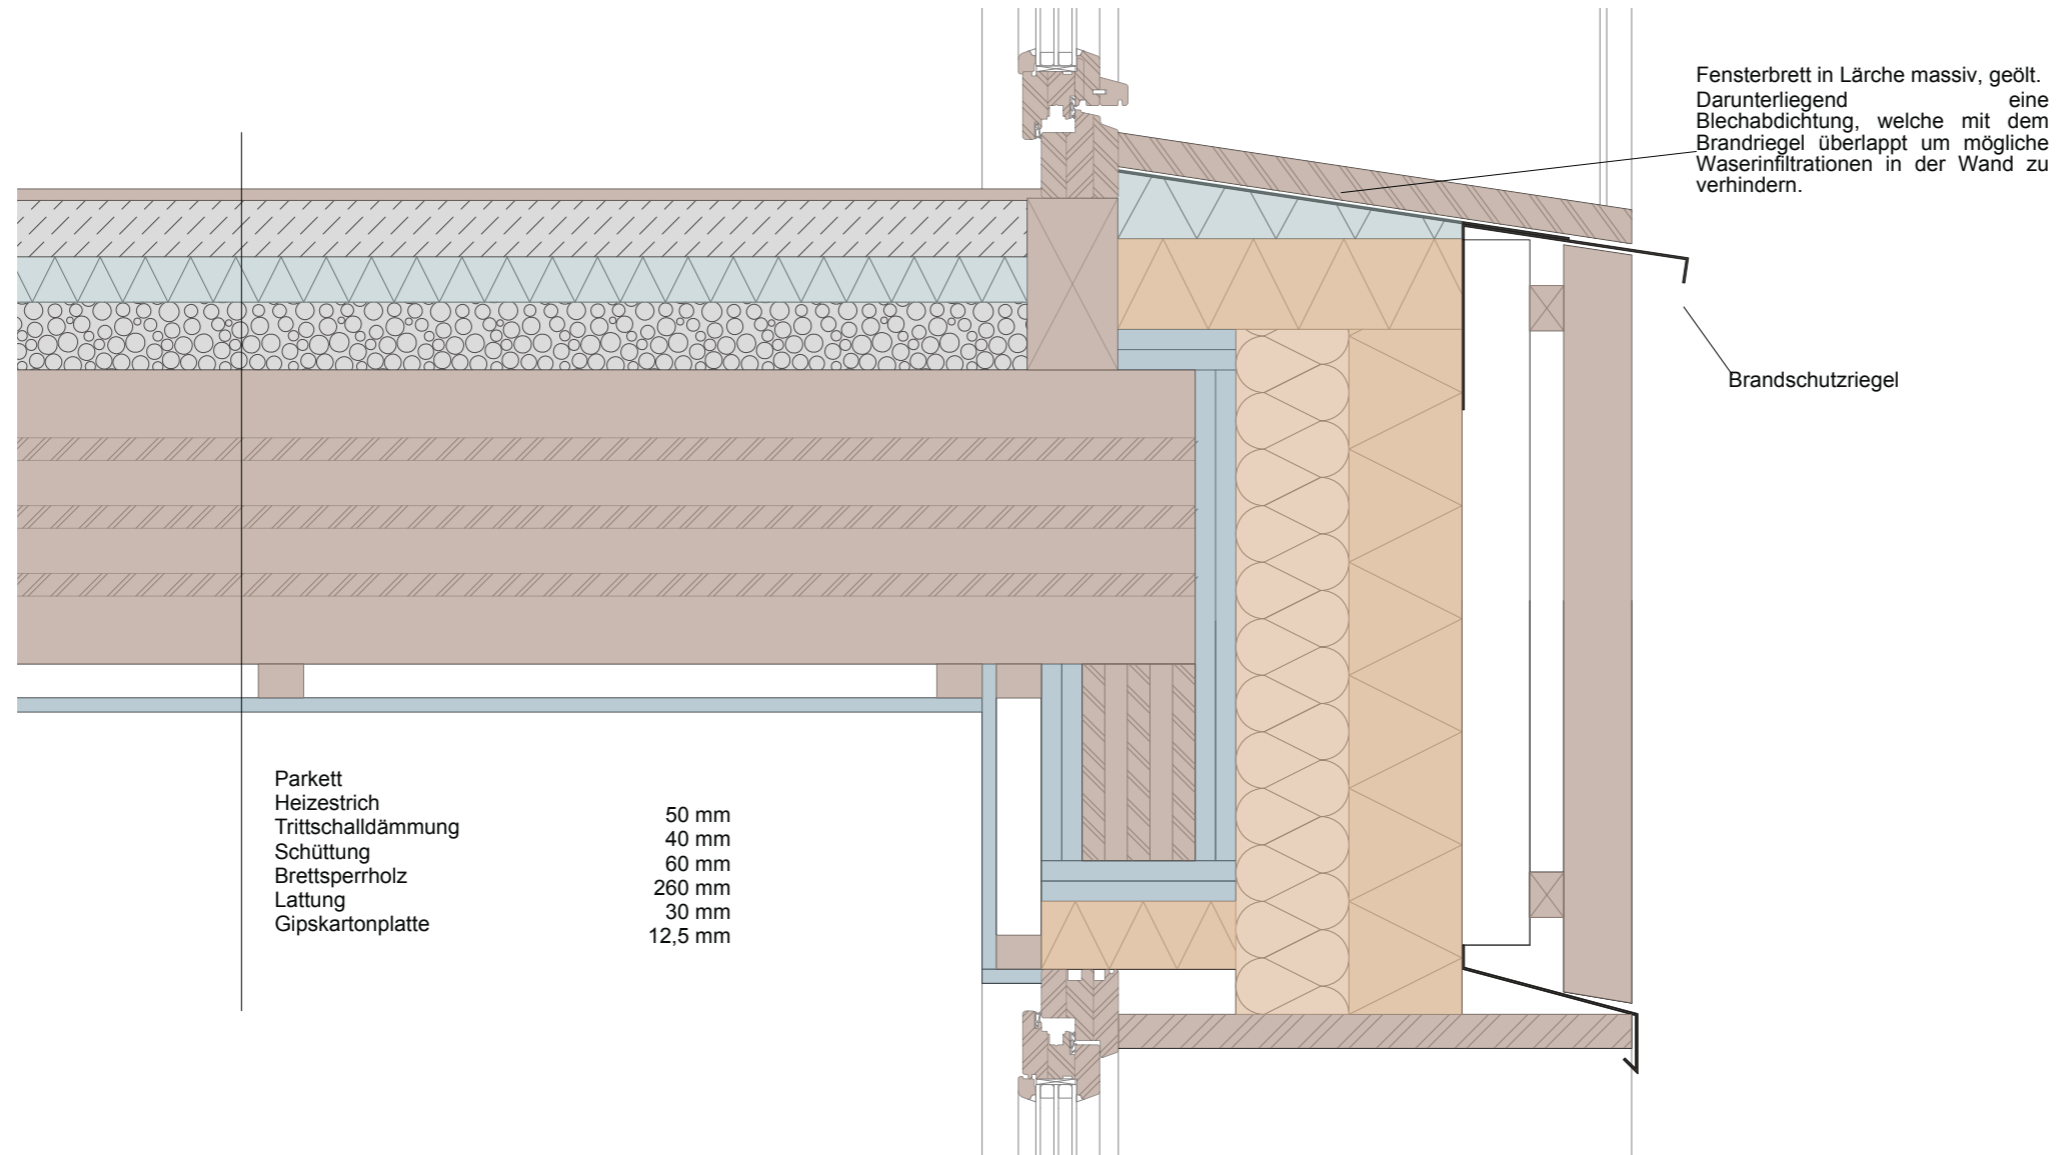 Fensterbrett in Lärche massiv, geölt.
Darunterliegend eine
Blechabdichtung, welche mit dem
Brandriegel überlappt um mögliche
Waserinfiltrationen in der Wand zu
verhindern.
Brandschutzriegel
Parkett
Heizestrich
50 mm
Trittschalldämmung
40 mm
Schüttung
60 mm
Brettsperrholz
260 mm
Lattung
30 mm
Gipskartonplatte
12,5 mm